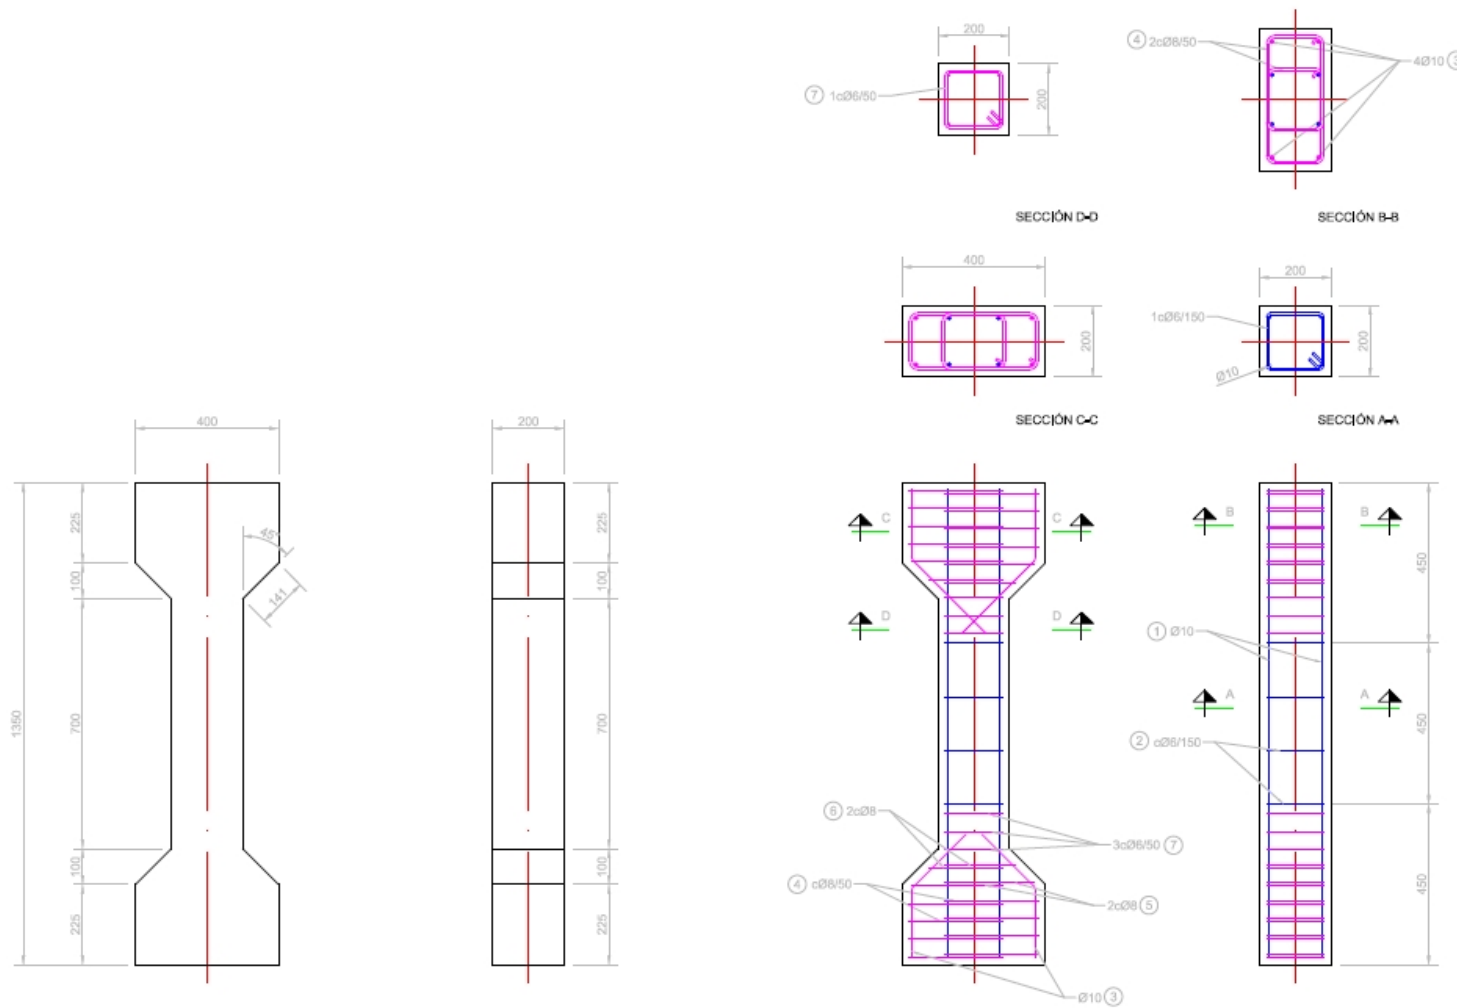 200
200
7 1cØ6/50
SECCIÓN D-D
4 2cØ8/50
4Ø10 3
SECCIÓN B-B
400
200
SECCIÓN C-C
200
1cØ6/150
200
Ø10
SECCIÓN A-A
400
225
45°
100
141
1350
700
100
225
200
225
100
700
100
225
C C
D D
6 2cØ8
3cØ6/50 7
4 cØ8/50
2cØ8 5
Ø10 3
B B
450
1 Ø10
A A
450
2 cØ6/150
450